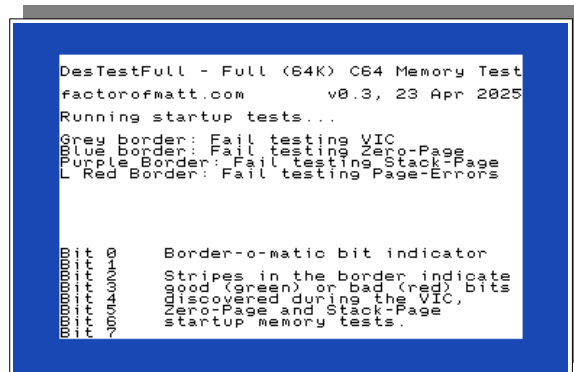 DesTestFull - Full (64K) C64 Memory Test
factorofmatt.com v0.3, 23 Apr 2025
Running startup tests...
Grey border: Fail testing VIC
Blue border: Fail testing Zero-Page
Purple Border: Fail testing Stack-Page
L Red Border: Fail testing Page-Errors
Bit 0 Border-o-matic bit indicator
Bit 1
Bit 2 Stripes in the border indicate
Bit 3 good (green) or bad (red) bits
Bit 4 discovered during the VIC,
Bit 5 Zero-Page and Stack-Page
Bit 6 startup memory tests.
Bit 7